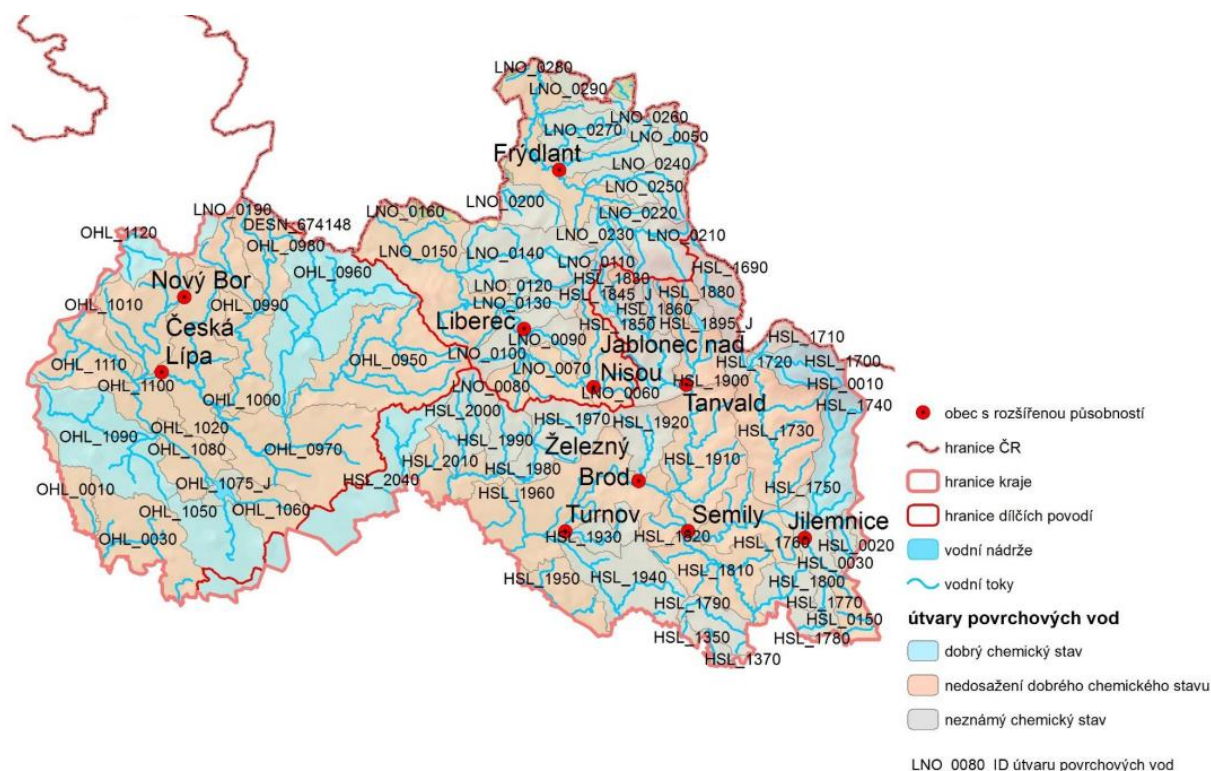 LNO_0280
LNO_0290
LNO_0260
LNO_0270
LNO_0050
Frýdlant
LNO_0240
LNO_0250
LNO_0200
LNO_0190
LNO_0160
LNO_0220
DESN_674148
OHL_1120
LNO_0230
LNO_0210
OHL_0980
LNO_0150
LNO_0140
LNO_0110
OHL_0960
HSL_1690
HSL_1830
Nový Bor
LNO_0120
HSL_1845_J
HSL_1880
OHL_1010
OHL_0990
LNO_0130
HSL_1860
Česká
Lípa
Liberec
HSL_1850
HSL_1895_J
LNO_0090
HSL_1710
Jablonec nad
Nisou
OHL_1110
OHL_0950
LNO_0100
LNO_0070
HSL_1720
HSL_1700
OHL_1100
LNO_0080
LNO_0060
HSL_1900
HSL_0010
OHL_1000
Tanvald
HSL_1740
HSL_2000
HSL_1970
HSL_1920
OHL_1020
HSL_1730
OHL_1090
OHL_1080
OHL_0970
HSL_1990
Železný
Brod
HSL_2010
HSL_1980
HSL_1910
HSL_2040
OHL_0010
OHL_1075_J
HSL_1960
HSL_1750
OHL_1050
OHL_1060
Turnov
Semily
Jilemnice
OHL_0030
HSL_1930
HSL_1820
HSL_1760
HSL_0020
HSL_0030
HSL_1950
HSL_1940
HSL_1810
HSL_1800
HSL_1790
HSL_1770
HSL_0150
HSL_1350
HSL_1780
HSL_1370
obec s rozšířenou působností
hranice ČR
hranice kraje
hranice dílčích povodí
vodní nádrže
vodní toky
útvary povrchových vod
dobrý chemický stav
nedosažení dobrého chemického stavu
neznámý chemický stav
LNO_0080 ID útvaru povrchových vod